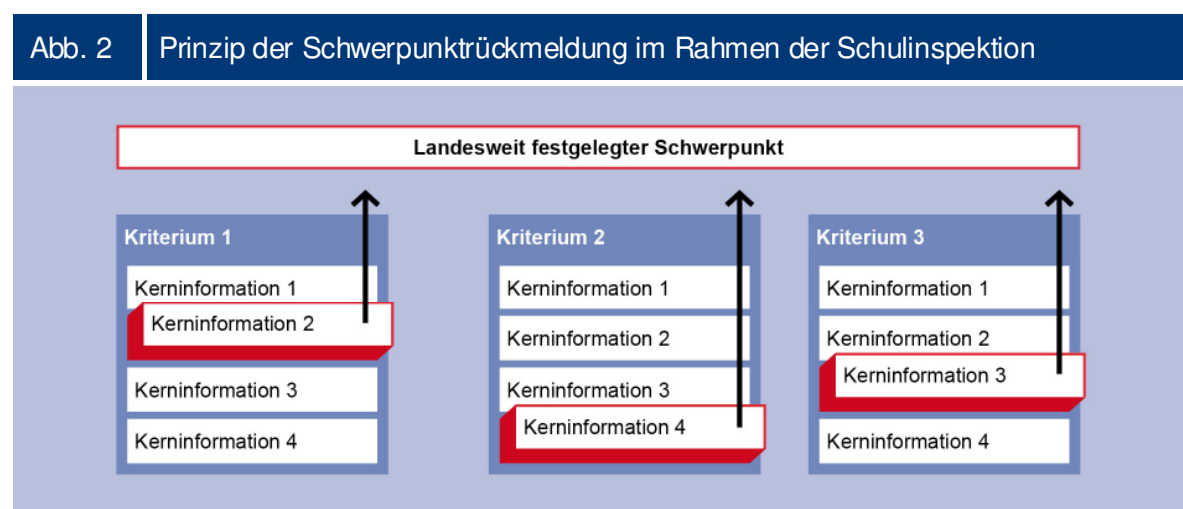 Abb. 2
Prinzip der Schwerpunktrückmeldung im Rahmen der Schulinspektion
Landesweit festgelegter Schwerpunkt
Kriterium 1
Kerninformation 1
Kerninformation 2
Kerninformation 3
Kerninformation 4
Kriterium 2
Kerninformation 1
Kerninformation 2
Kerninformation 3
Kerninformation 4
Kriterium 3
Kerninformation 1
Kerninformation 2
Kerninformation 3
Kerninformation 4